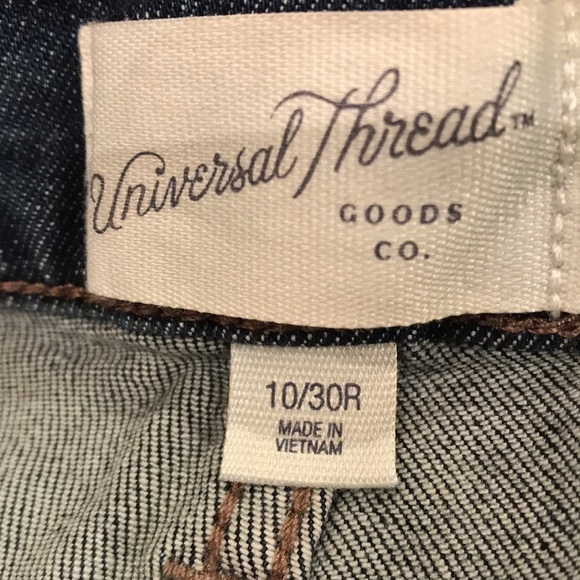 Universal Thread™
GOODS
CO.
10/30R
MADE IN
VIETNAM